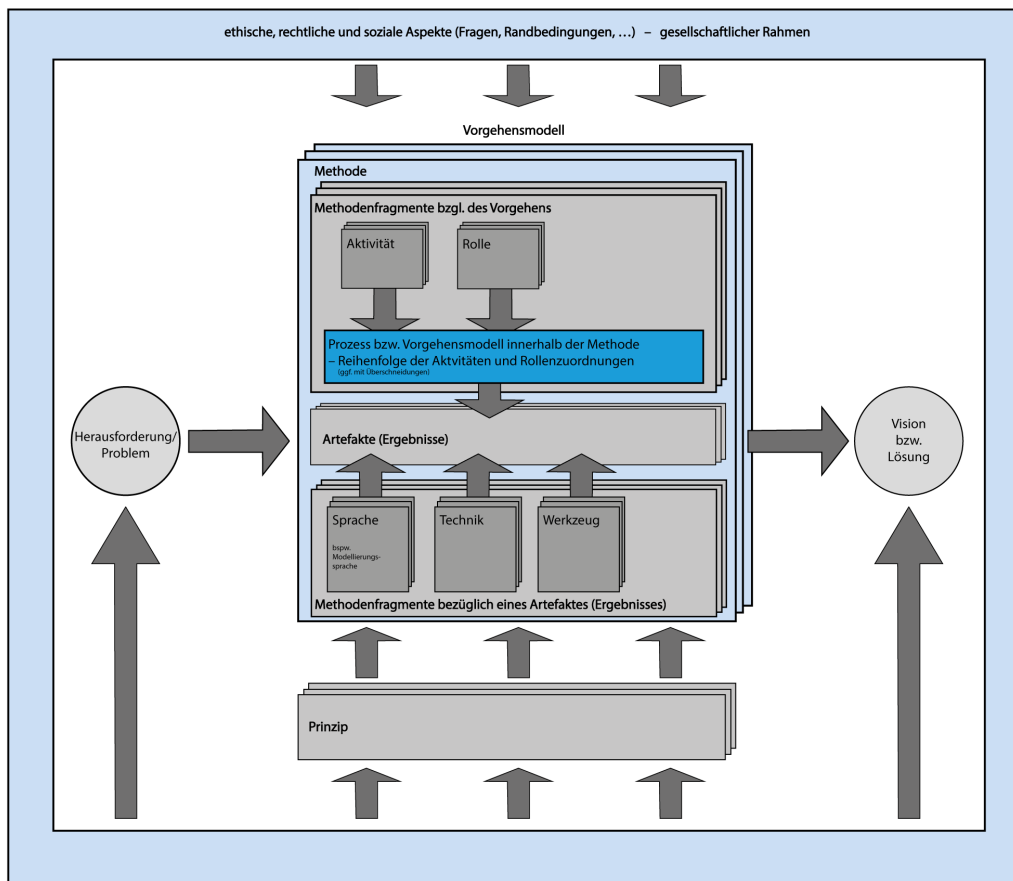 ethische, rechtliche und soziale Aspekte (Fragen, Randbedingungen, …) – gesellschaftlicher Rahmen
Vorgehensmodell
Methode
Methodenfragmente bzgl. des Vorgehens
Aktivität
Rolle
Prozess bzw. Vorgehensmodell innerhalb der Methode
– Reihenfolge der Aktvitäten und Rollenzuordnungen
(ggf. mit Überschneidungen)
Herausforderung/
Problem
Artefakte (Ergebnisse)
Vision
bzw.
Lösung
Sprache
bspw.
Modellierungs-
sprache
Technik
Werkzeug
Methodenfragmente bezüglich eines Artefaktes (Ergebnisses)
Prinzip